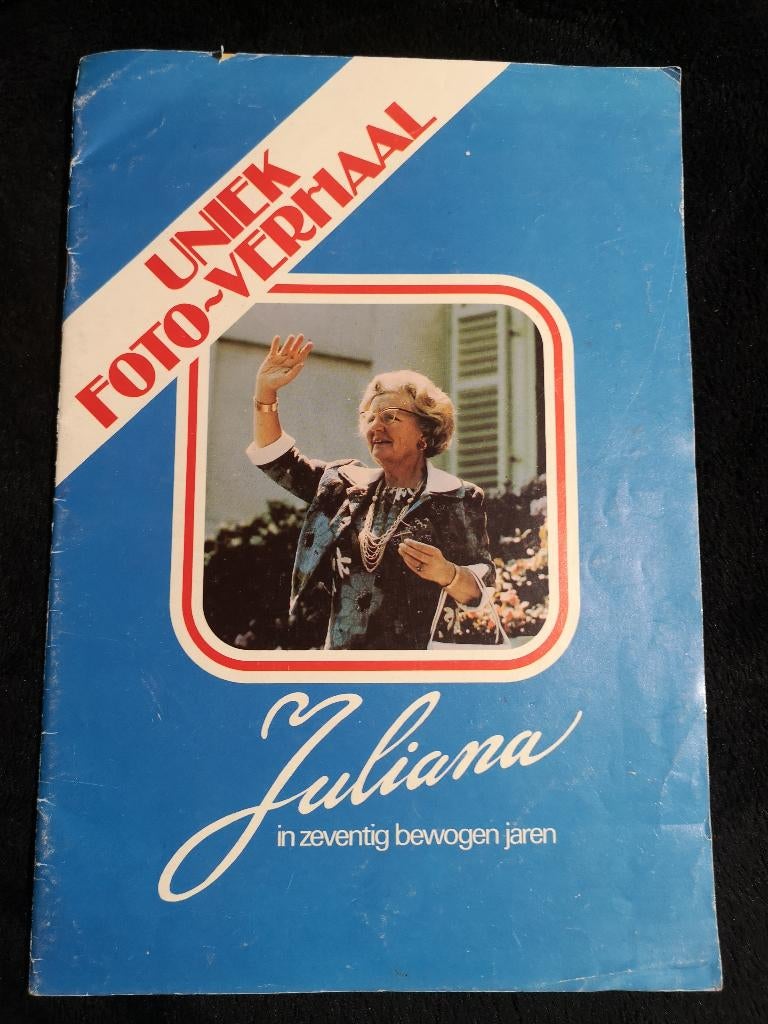 UNIEK
FOTO~VERHAAL
Juliana
in zeventig bewogen jaren